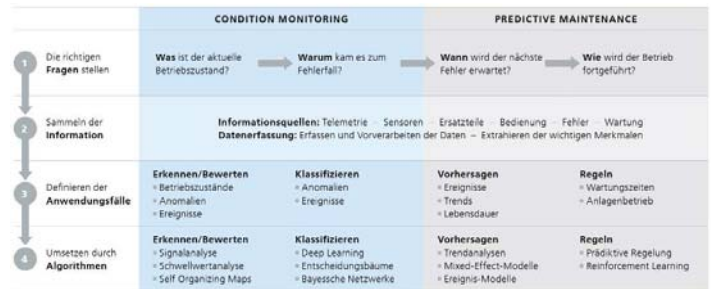 CONDITION MONITORING
PREDICTIVE MAINTENANCE
1
Die richtigen
Fragen stellen
Was ist der aktuelle
Betriebszustand?
Warum kam es zum
Fehlerfall?
Wann wird der nächste
Fehler erwartet?
Wie wird der Betrieb
fortgeführt?
2
Sammeln der
Information
Informationsquellen: Telemetrie – Sensoren – Ersatzteile – Bedienung – Fehler – Wartung
Datenerfassung: Erfassen und Vorverarbeiten der Daten – Extrahieren der wichtigen Merkmalen
3
Definieren der
Anwendungsfälle
Erkennen/Bewerten
Betriebszustände
Anomalien
Ereignisse
Klassifizieren
Anomalien
Ereignisse
Vorhersagen
Ereignisse
Trends
Lebensdauer
Regeln
Wartungszeiten
Anlagenbetrieb
4
Umsetzen durch
Algorithmen
Erkennen/Bewerten
Signalanalyse
Schwellwertanalyse
Self Organizing Maps
Klassifizieren
Deep Learning
Entscheidungsbäume
Bayessche Netzwerke
Vorhersagen
Trendanalysen
Mixed-Effect-Modelle
Ereignis-Modelle
Regeln
Prädiktive Regelung
Reinforcement Learning